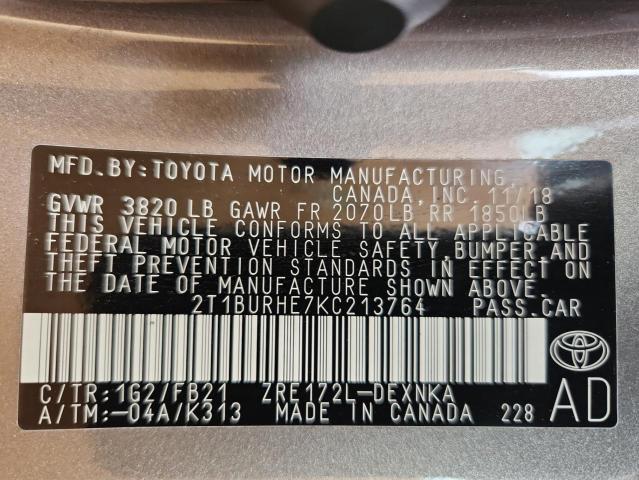 MFD. BY: TOYOTA MOTOR MANUFACTURING
CANADA, INC. 11/18
GVWR 3820 LB GAWR FR 2070LB RR 1850LB
THIS VEHICLE CONFORMS TO ALL APPLICABLE
FEDERAL MOTOR VEHICLE SAFETY, BUMPER, AND
THEFT PREVENTION STANDARDS IN EFFECT ON
THE DATE OF MANUFACTURE SHOWN ABOVE.
2T1BURHE7KC213764 PASS. CAR
C/TR: 1G2/FB21 ZRE172L-DEXNKA
A/TM: -04A/K313 MADE IN CANADA 228
AD